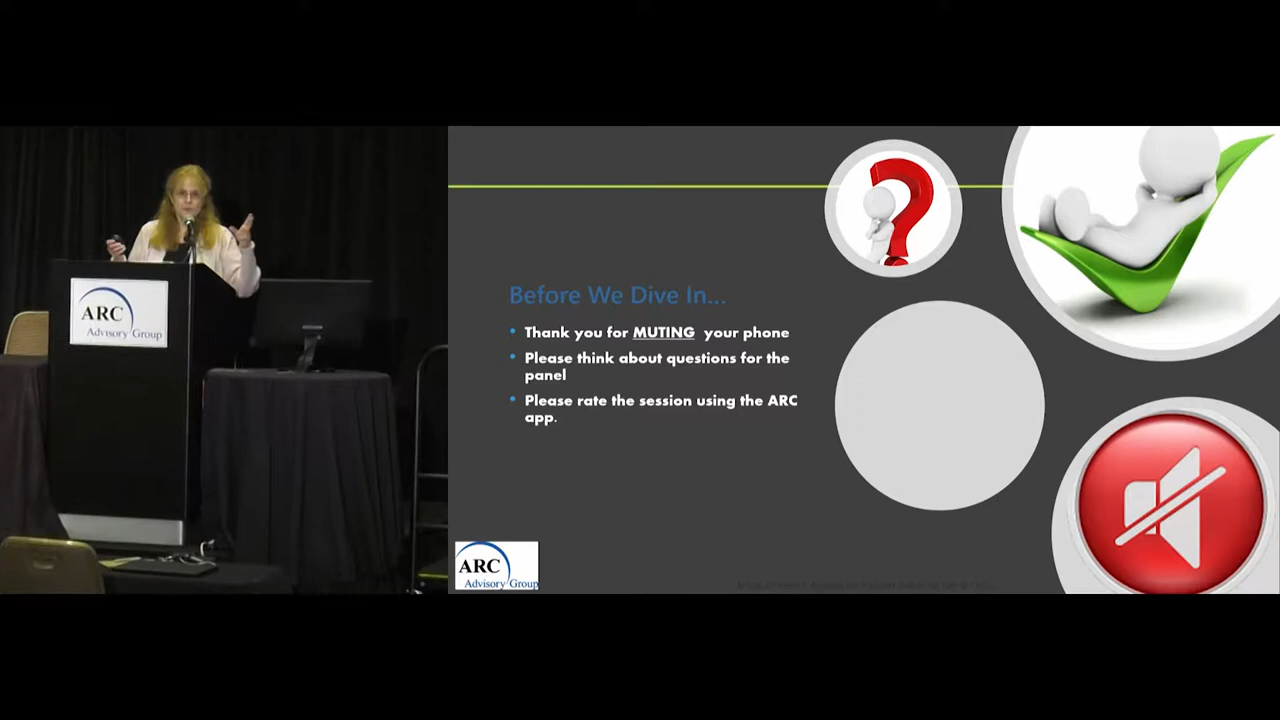 ARC
Advisory Group
Before We Dive In...
Thank you for MUTING your phone
Please think about questions for the
panel
Please rate the session using the ARC
app.
ARC
Advisory Group